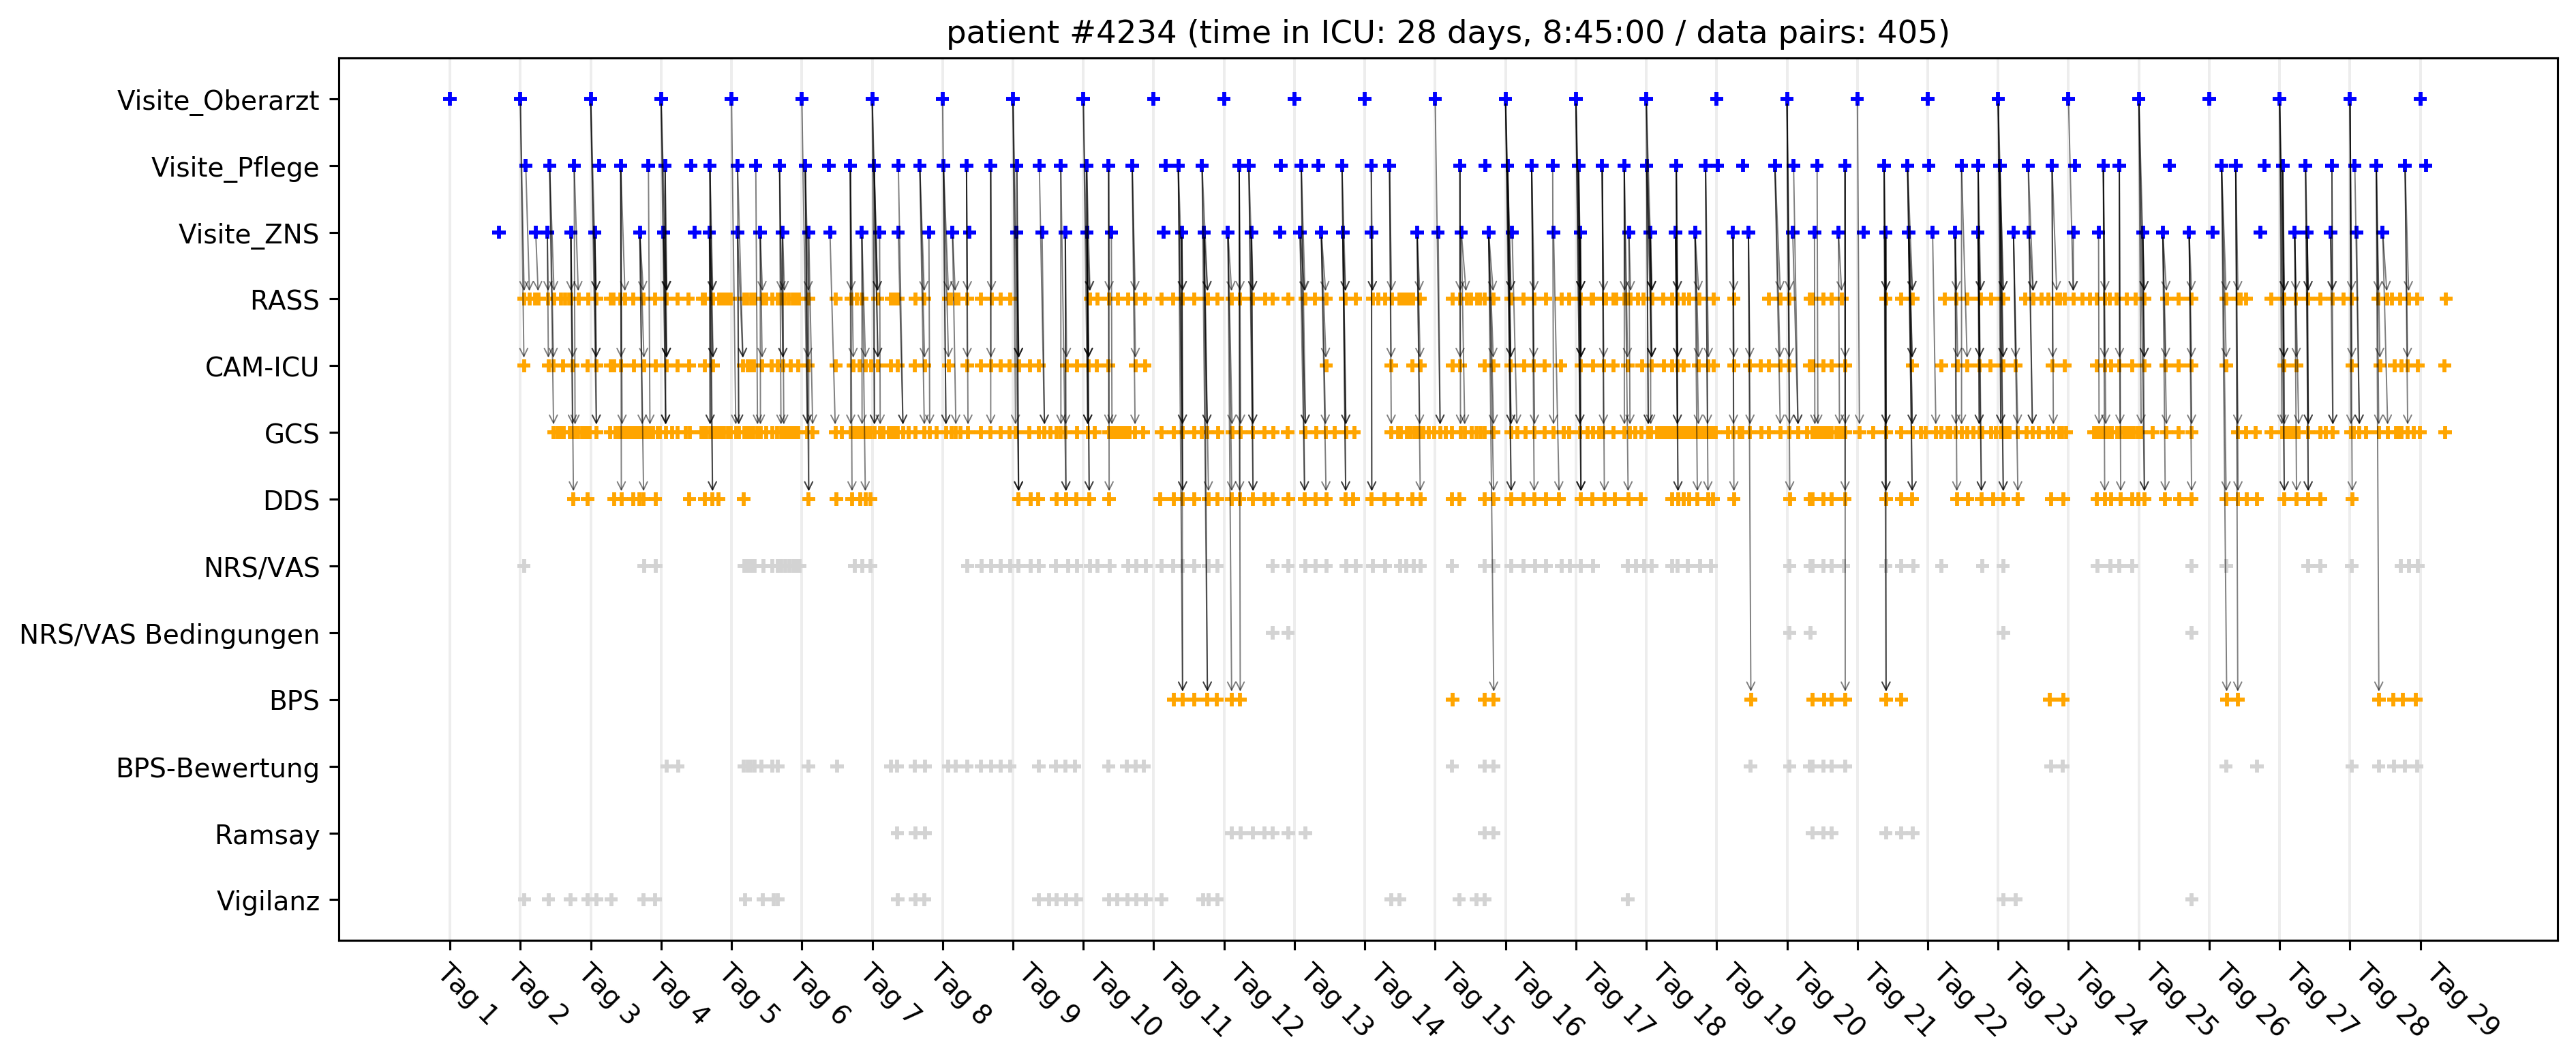 patient #4234 (time in ICU: 28 days, 8:45:00 / data pairs: 405)
Visite_Oberarzt
Visite_Pflege
Visite_ZNS
RASS
CAM-ICU
GCS
DDS
NRS/VAS
NRS/VAS Bedingungen
BPS
BPS-Bewertung
Ramsay
Vigilanz
Tag 1
Tag 2
Tag 3
Tag 4
Tag 5
Tag 6
Tag 7
Tag 8
Tag 9
Tag 10
Tag 11
Tag 12
Tag 13
Tag 14
Tag 15
Tag 16
Tag 17
Tag 18
Tag 19
Tag 20
Tag 21
Tag 22
Tag 23
Tag 24
Tag 25
Tag 26
Tag 27
Tag 28
Tag 29